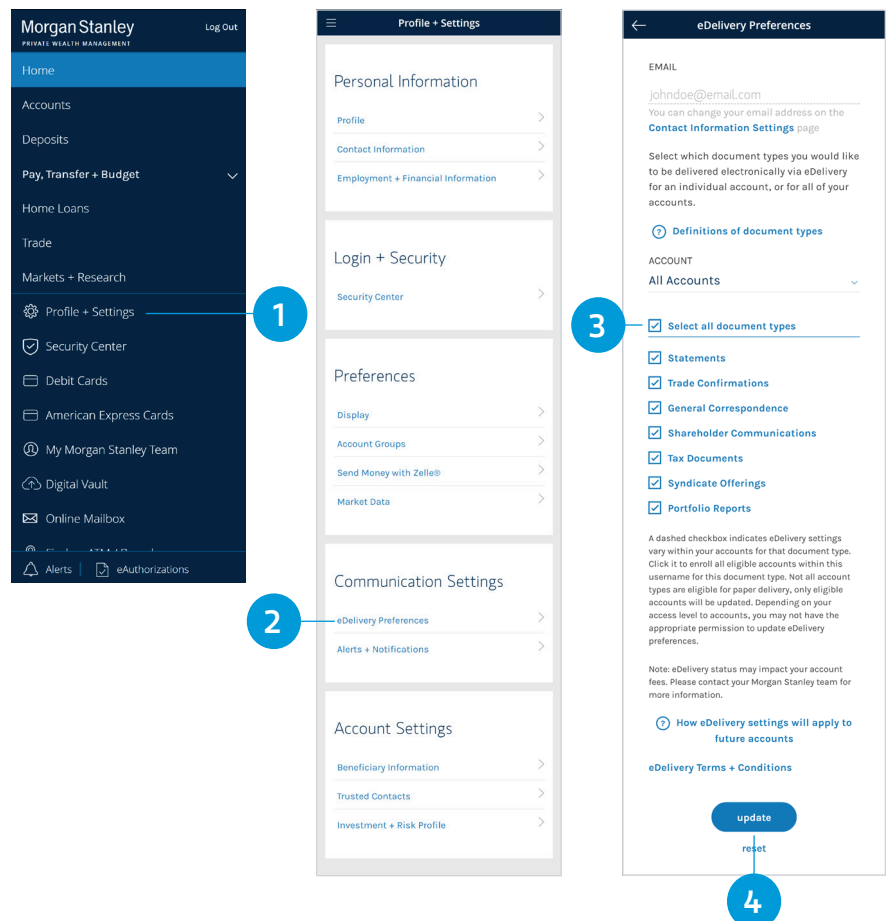 Morgan Stanley
PRIVATE WEALTH MANAGEMENT
Log Out
Home
Accounts
Deposits
Pay, Transfer + Budget
Home Loans
Trade
Markets + Research
Profile + Settings
1
Security Center
Debit Cards
American Express Cards
My Morgan Stanley Team
Digital Vault
Online Mailbox
Alerts
eAuthorizations
Profile + Settings
Personal Information
Profile
Contact Information
Employment + Financial Information
Login + Security
Security Center
Preferences
Display
Account Groups
Send Money with Zelle®
Market Data
Communication Settings
2
eDelivery Preferences
Alerts + Notifications
Account Settings
Beneficiary Information
Trusted Contacts
Investment + Risk Profile
eDelivery Preferences
EMAIL
johndoe@email.com
You can change your email address on the
Contact Information Settings page
Select which document types you would like
to be delivered electronically via eDelivery
for an individual account, or for all of your
accounts.
? Definitions of document types
ACCOUNT
All Accounts
3
Select all document types
Statements
Trade Confirmations
General Correspondence
Shareholder Communications
Tax Documents
Syndicate Offerings
Portfolio Reports
A dashed checkbox indicates eDelivery settings
vary within your accounts for that document type.
Click it to enroll all eligible accounts within this
username for this document type. Not all account
types are eligible for paper delivery, only eligible
accounts will be updated. Depending on your
access level to accounts, you may not have the
appropriate permission to update eDelivery
preferences.
Note: eDelivery status may impact your account
fees. Please contact your Morgan Stanley team for
more information.
? How eDelivery settings will apply to
future accounts
eDelivery Terms + Conditions
update
reset
4